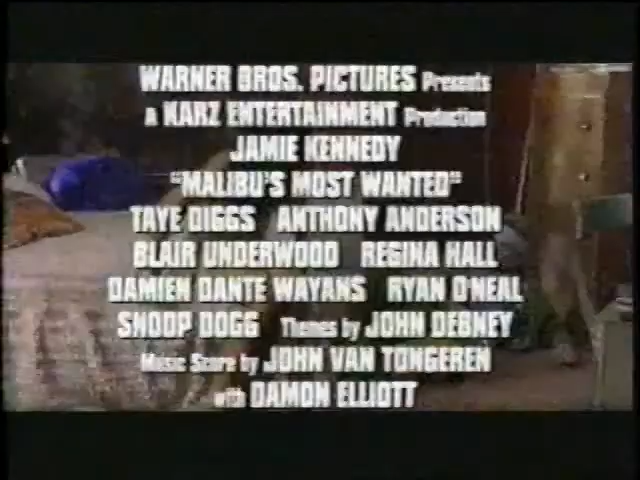 WARNER BROS. PICTURES Presents
A KARZ ENTERTAINMENT Production
JAMIE KENNEDY
"MALIBU'S MOST WANTED"
TAYE DIGGS ANTHONY ANDERSON
BLAIR UNDERWOOD REGINA HALL
DAMIEN DANTE WAYANS RYAN O'NEAL
SNOOP DOGG Themes by JOHN DEBNEY
Music Score by JOHN VAN TONGEREN
with DAMON ELLIOTT